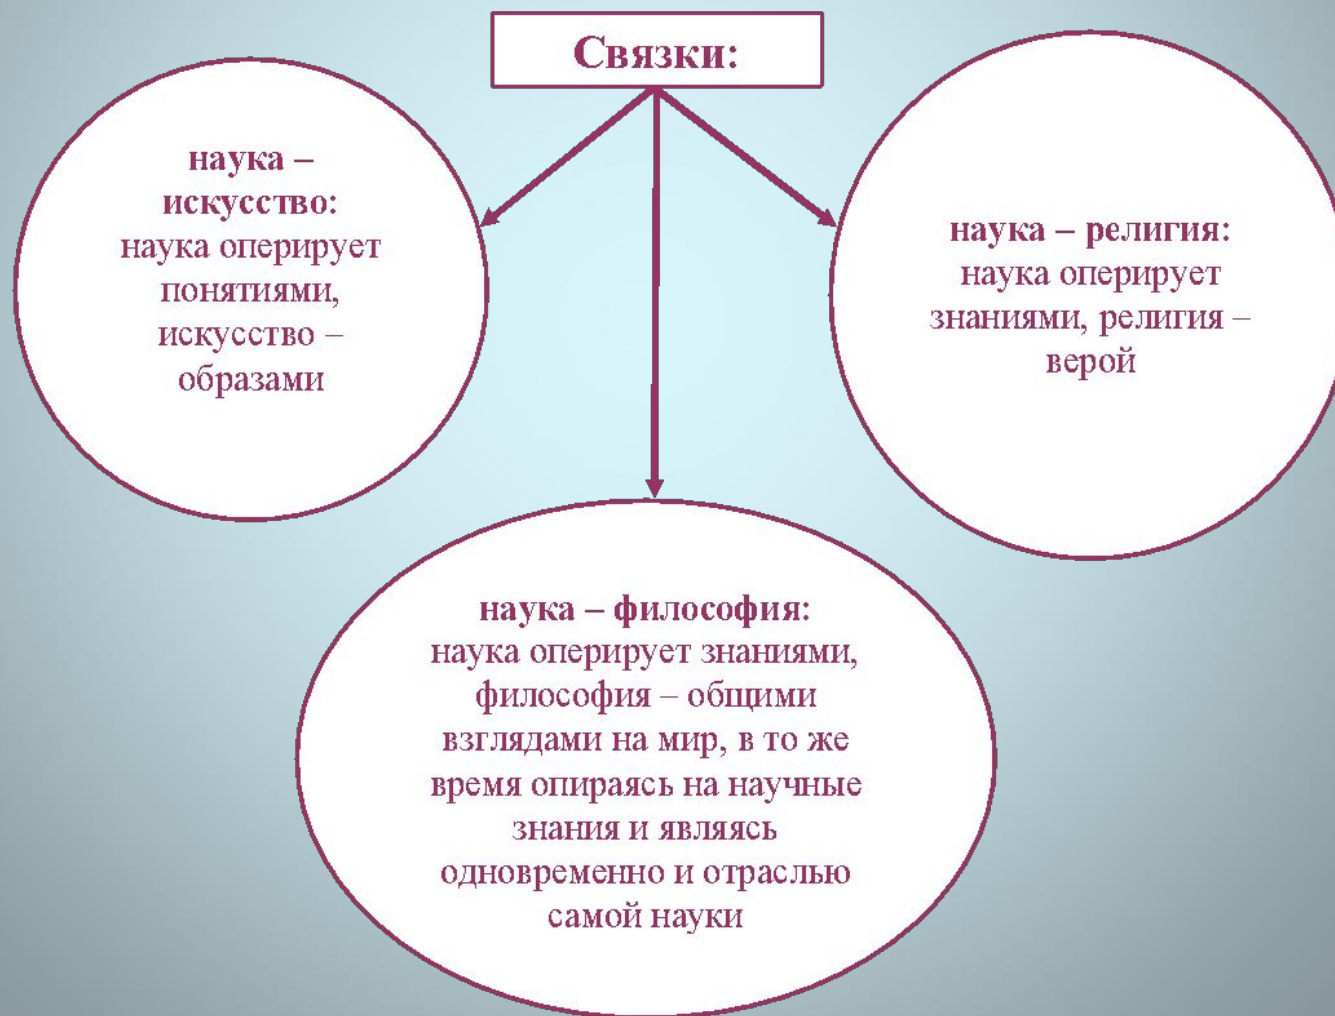 Связки:
наука –
искусство:
наука оперирует
понятиями,
искусство –
образами
наука – религия:
наука оперирует
знаниями, религия –
верой
наука – философия:
наука оперирует знаниями,
философия – общими
взглядами на мир, в то же
время опираясь на научные
знания и являясь
одновременно и отраслью
самой науки